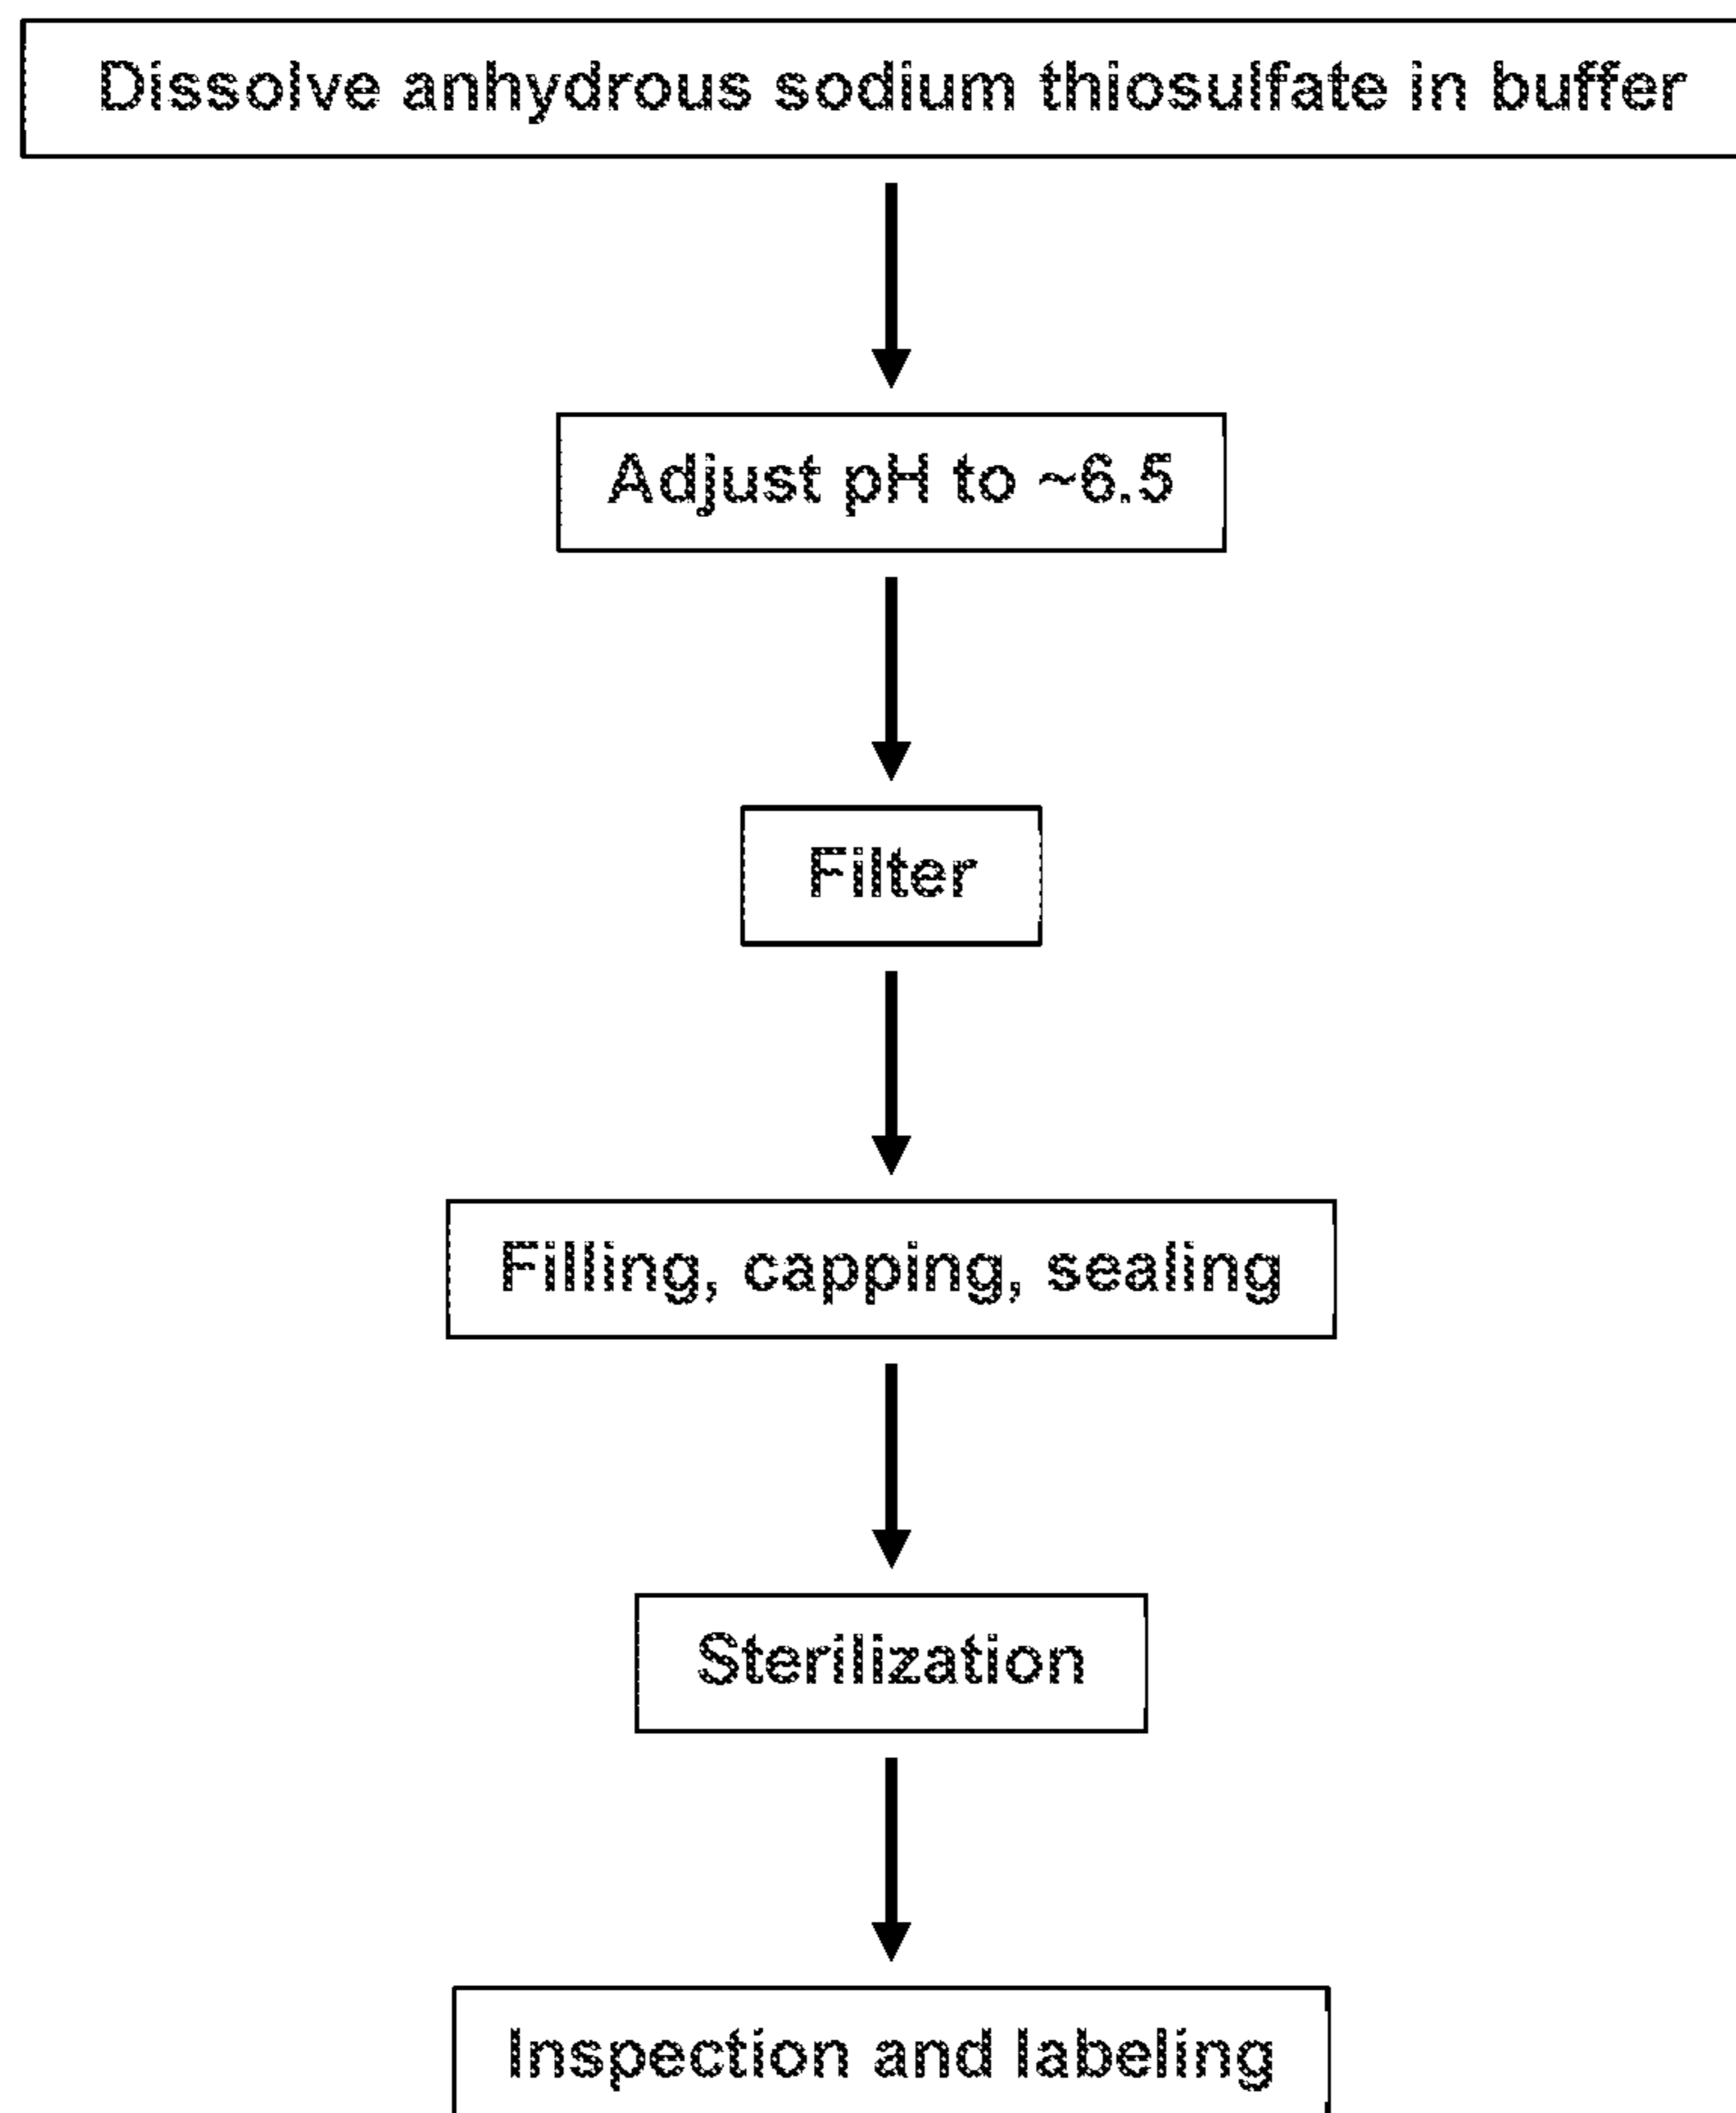 Dissolve anhydrous sodium thiosulfate in buffer
Adjust pH to ~6.5
Filter
Filling, capping, sealing
Sterilization
Inspection and labeling